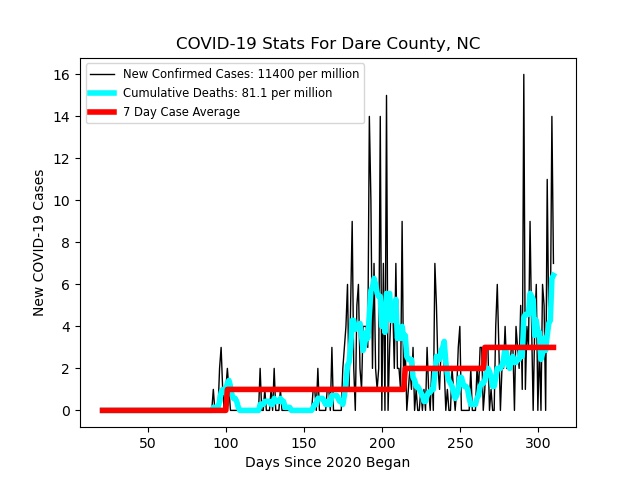 COVID-19 Stats For Dare County, NC
New Confirmed Cases: 11400 per million
Cumulative Deaths: 81.1 per million
7 Day Case Average
New COVID-19 Cases
16
14
12
10
8
6
4
2
0
50 100 150 200 250 300
Days Since 2020 Began